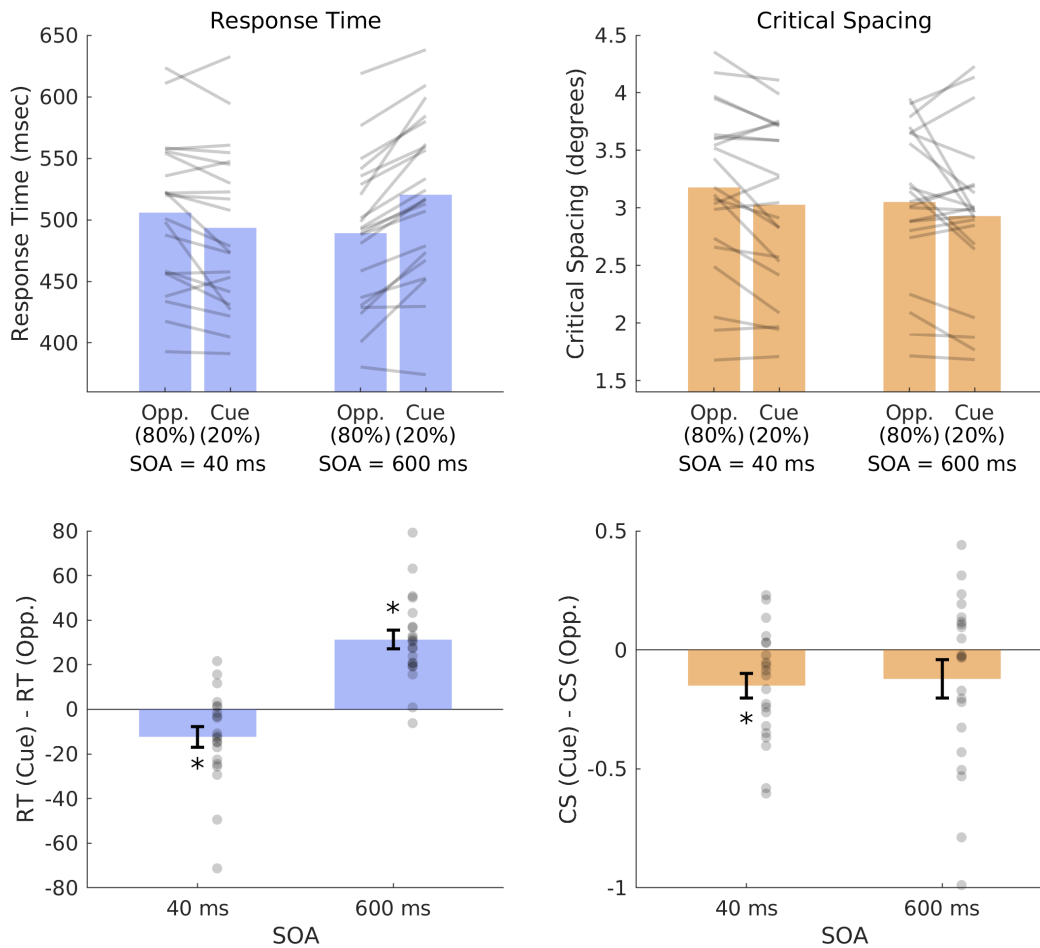 Response Time
Response Time (msec)
650
600
550
500
450
400
Opp. Cue Opp. Cue
(80%) (20%) (80%) (20%)
SOA = 40 ms SOA = 600 ms
Critical Spacing
Critical Spacing (degrees)
4.5
4
3.5
3
2.5
2
1.5
Opp. Cue Opp. Cue
(80%) (20%) (80%) (20%)
SOA = 40 ms SOA = 600 ms
RT (Cue) - RT (Opp.)
80
60
40
20
0
-20
-40
-60
-80
*
*
40 ms 600 ms
SOA
CS (Cue) - CS (Opp.)
0.5
0
-0.5
-1
*
40 ms 600 ms
SOA